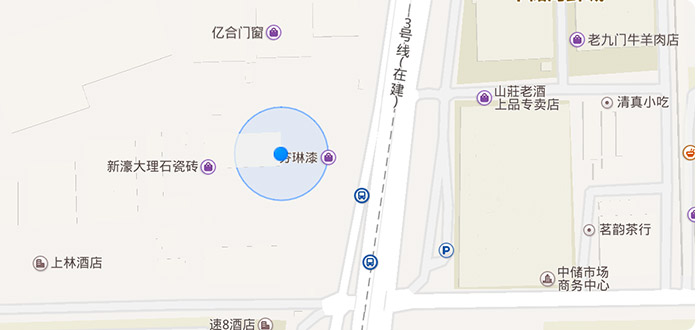 亿合门窗
3号线(在建)
老九门牛羊肉店
山莊老酒
上品专卖店
清真小吃
芬琳漆
新濠大理石瓷砖
茗韵茶行
P
上林酒店
中储市场
商务中心
速8酒店